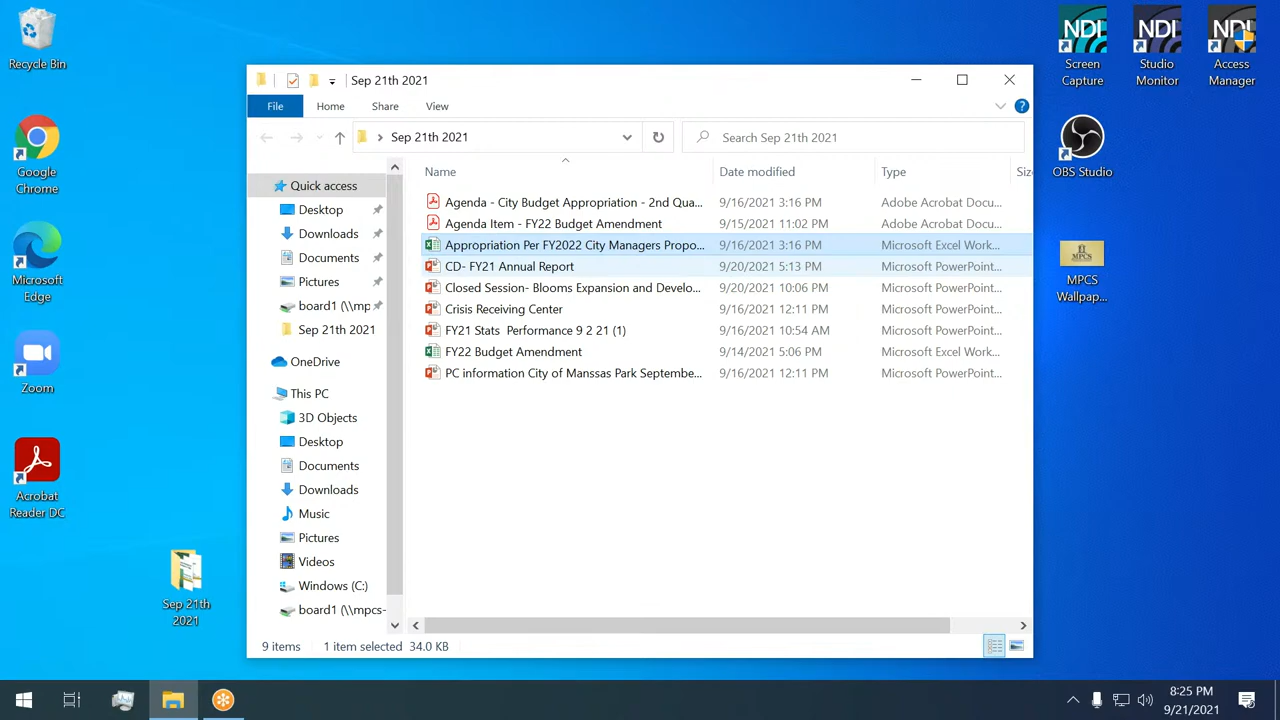 Recycle Bin
Google
Chrome
Microsoft
Edge
Zoom
Acrobat
Reader DC
Sep 21th
2021
NDI
Screen
Capture
NDI
Studio
Monitor
NDI
Access
Manager
OBS Studio
MPCS
MPCS
Wallpap...
Sep 21th 2021
File
Home
Share
View
?
Sep 21th 2021
Search Sep 21th 2021
Quick access
Desktop
Downloads
Documents
Pictures
board1 (\\mp
Sep 21th 2021
OneDrive
This PC
3D Objects
Desktop
Documents
Downloads
Music
Pictures
Videos
Windows (C:)
board1 (\\mpcs-
Name Date modified Type Siz
Agenda - City Budget Appropriation - 2nd Qua... 9/16/2021 3:16 PM Adobe Acrobat Docu...
Agenda Item - FY22 Budget Amendment 9/15/2021 11:02 PM Adobe Acrobat Docu...
Appropriation Per FY2022 City Managers Propo... 9/16/2021 3:16 PM Microsoft Excel Work...
CD- FY21 Annual Report 9/20/2021 5:13 PM Microsoft PowerPoint...
Closed Session- Blooms Expansion and Develo... 9/20/2021 10:06 PM Microsoft PowerPoint...
Crisis Receiving Center 9/16/2021 12:11 PM Microsoft PowerPoint...
FY21 Stats Performance 9 2 21 (1) 9/16/2021 10:54 AM Microsoft PowerPoint...
FY22 Budget Amendment 9/14/2021 5:06 PM Microsoft Excel Work...
PC information City of Manssas Park Septembe... 9/16/2021 12:11 PM Microsoft PowerPoint...
9 items 1 item selected 34.0 KB
8:25 PM
9/21/2021